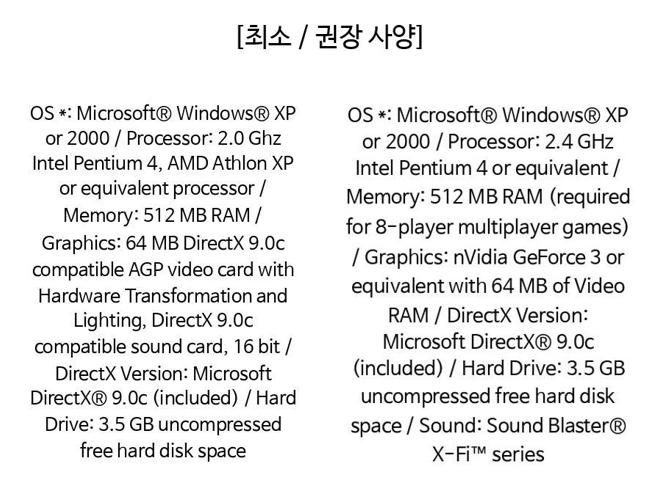 [최소 / 권장 사양]
OS *: Microsoft® Windows® XP
or 2000 / Processor: 2.0 Ghz
Intel Pentium 4, AMD Athlon XP
or equivalent processor /
Memory: 512 MB RAM /
Graphics: 64 MB DirectX 9.0c
compatible AGP video card with
Hardware Transformation and
Lighting, DirectX 9.0c
compatible sound card, 16 bit /
DirectX Version: Microsoft
DirectX® 9.0c (included) / Hard
Drive: 3.5 GB uncompressed
free hard disk space
OS *: Microsoft® Windows® XP
or 2000 / Processor: 2.4 GHz
Intel Pentium 4 or equivalent /
Memory: 512 MB RAM (required
for 8-player multiplayer games)
/ Graphics: nVidia GeForce 3 or
equivalent with 64 MB of Video
RAM / DirectX Version:
Microsoft DirectX® 9.0c
(included) / Hard Drive: 3.5 GB
uncompressed free hard disk
space / Sound: Sound Blaster®
X-Fi™ series